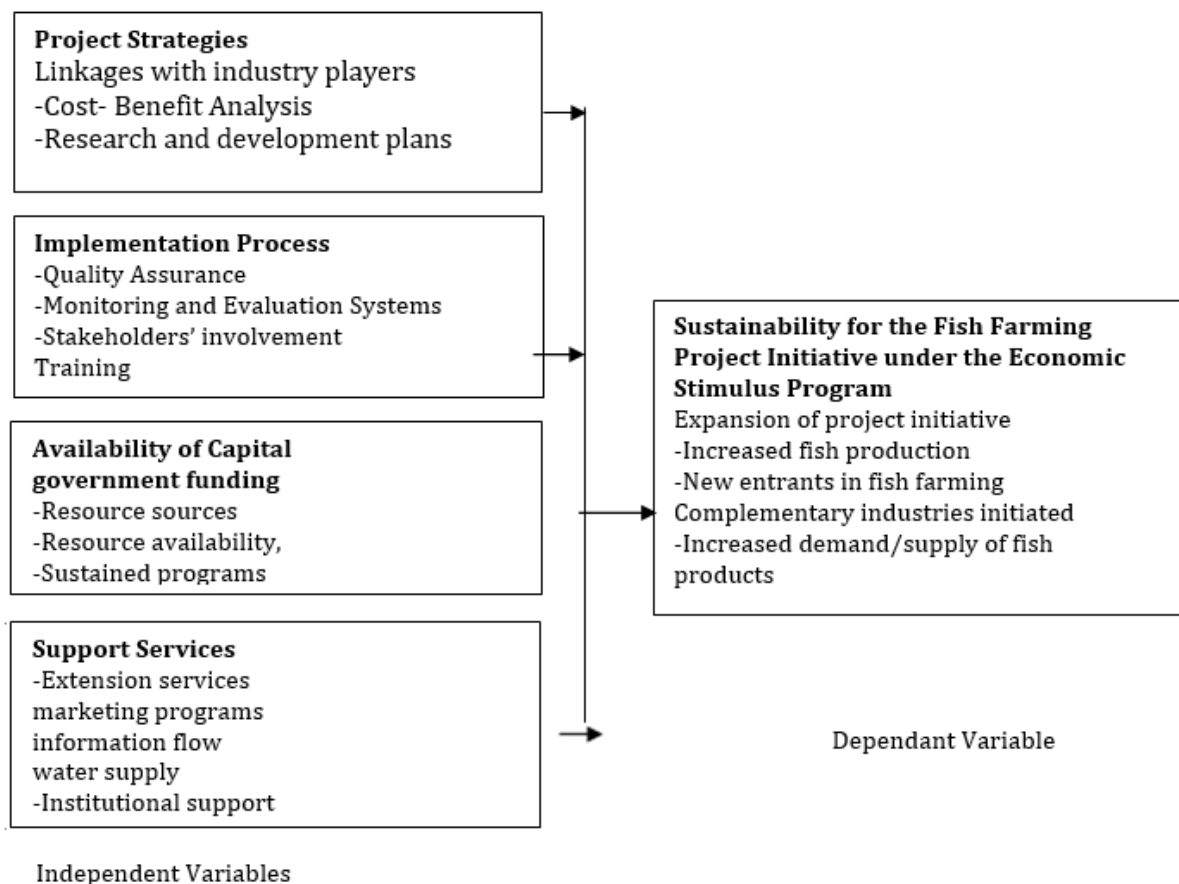 Project Strategies
Linkages with industry players
-Cost- Benefit Analysis
-Research and development plans
Implementation Process
-Quality Assurance
-Monitoring and Evaluation Systems
-Stakeholders’ involvement
Training
Availability of Capital
government funding
-Resource sources
-Resource availability,
-Sustained programs
Support Services
-Extension services
marketing programs
information flow
water supply
-Institutional support
Independent Variables
Sustainability for the Fish Farming
Project Initiative under the Economic
Stimulus Program
Expansion of project initiative
-Increased fish production
-New entrants in fish farming
Complementary industries initiated
-Increased demand/supply of fish
products
Dependant Variable